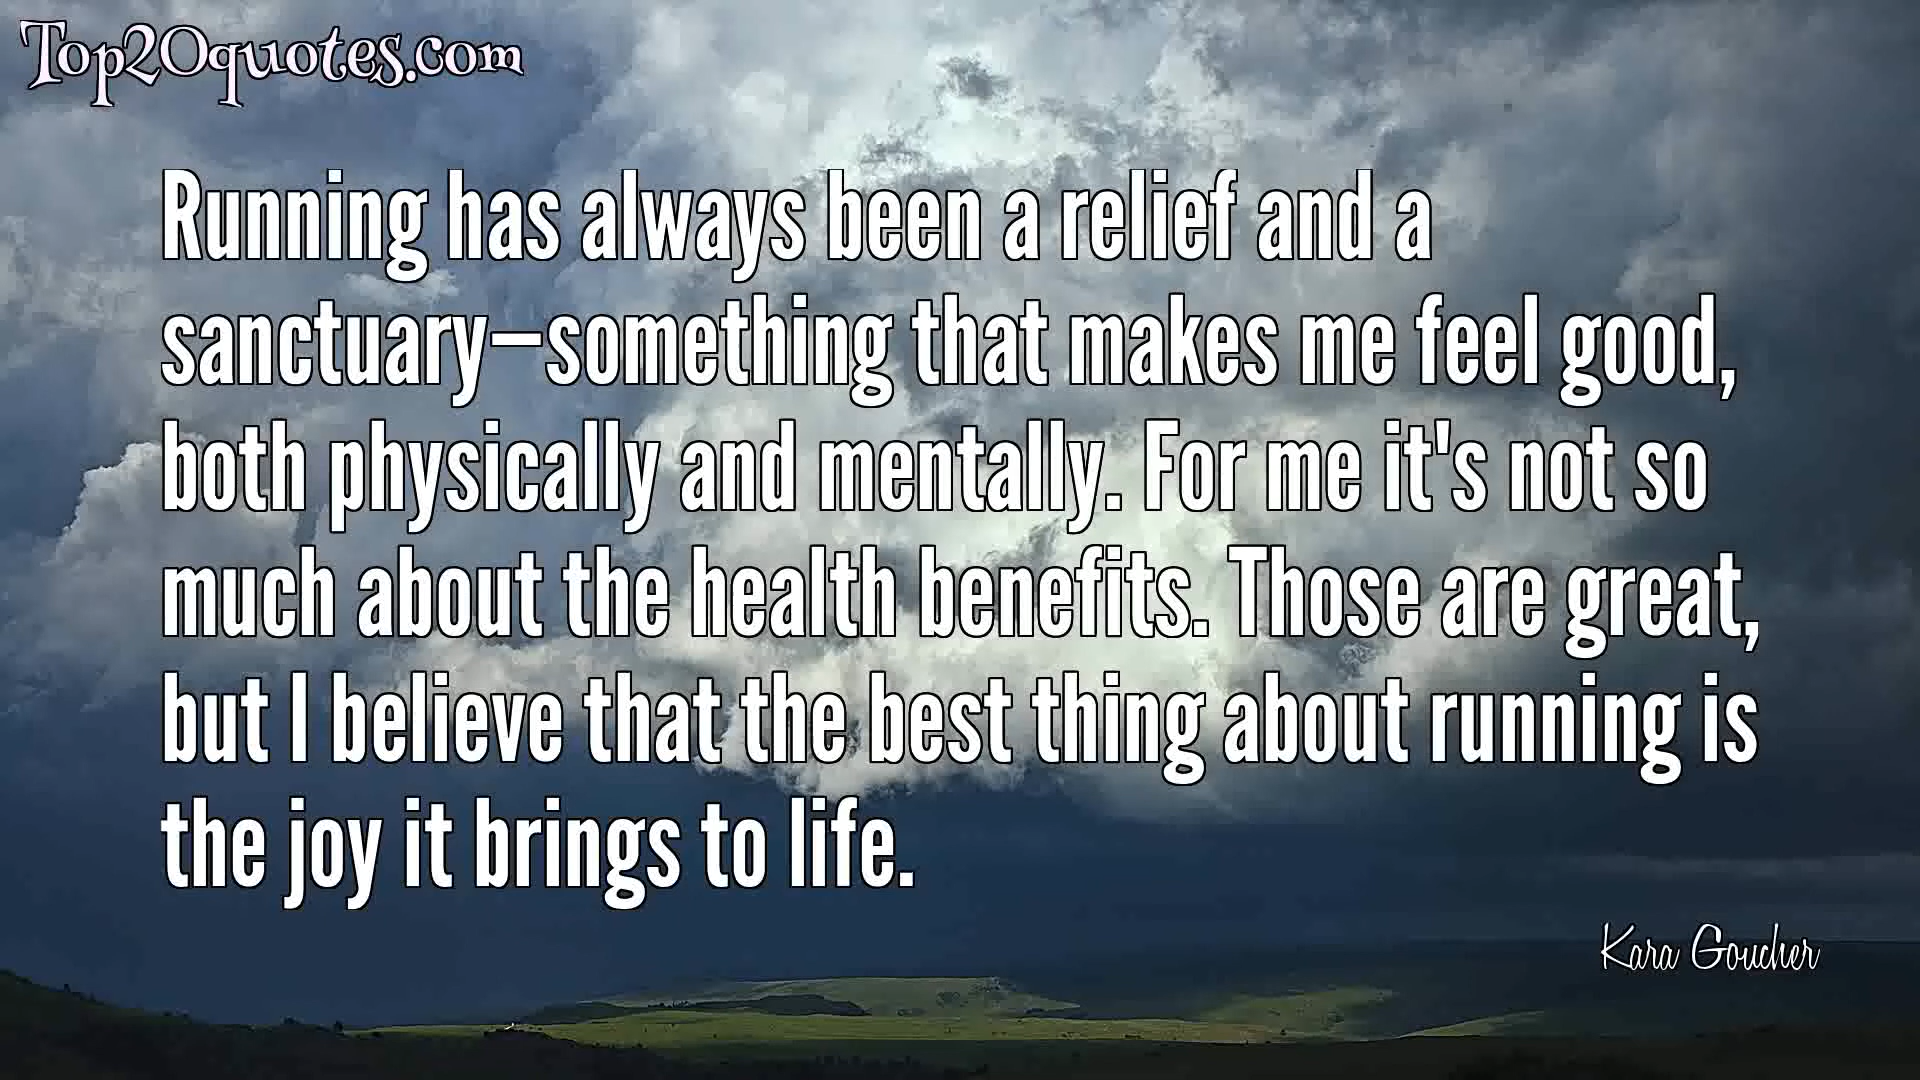 Top20quotes.com
Running has always been a relief and a
sanctuary—something that makes me feel good,
both physically and mentally. For me it's not so
much about the health benefits. Those are great,
but I believe that the best thing about running is
the joy it brings to life.
Kara Goucher